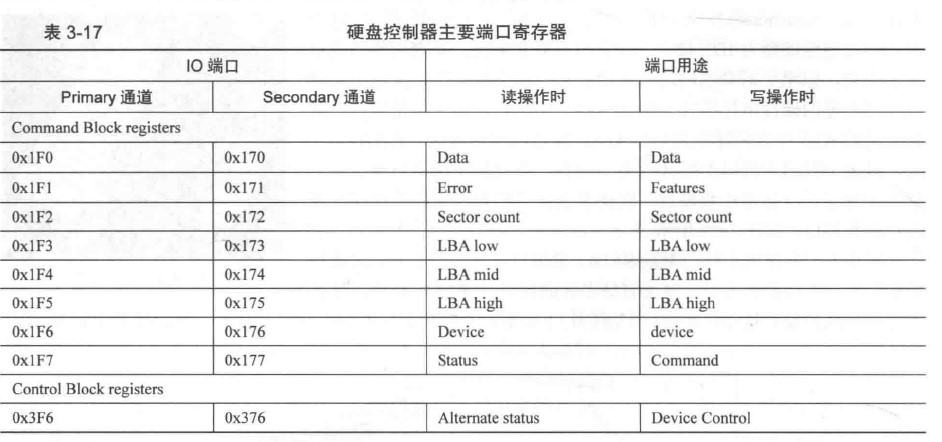 表 3-17 硬盘控制器主要端口寄存器
IO 端口 端口用途
Primary 通道 Secondary 通道 读操作时 写操作时
Command Block registers
0x1F0 0x170 Data Data
0x1F1 0x171 Error Features
0x1F2 0x172 Sector count Sector count
0x1F3 0x173 LBA low LBA low
0x1F4 0x174 LBA mid LBA mid
0x1F5 0x175 LBA high LBA high
0x1F6 0x176 Device device
0x1F7 0x177 Status Command
Control Block registers
0x3F6 0x376 Alternate status Device Control